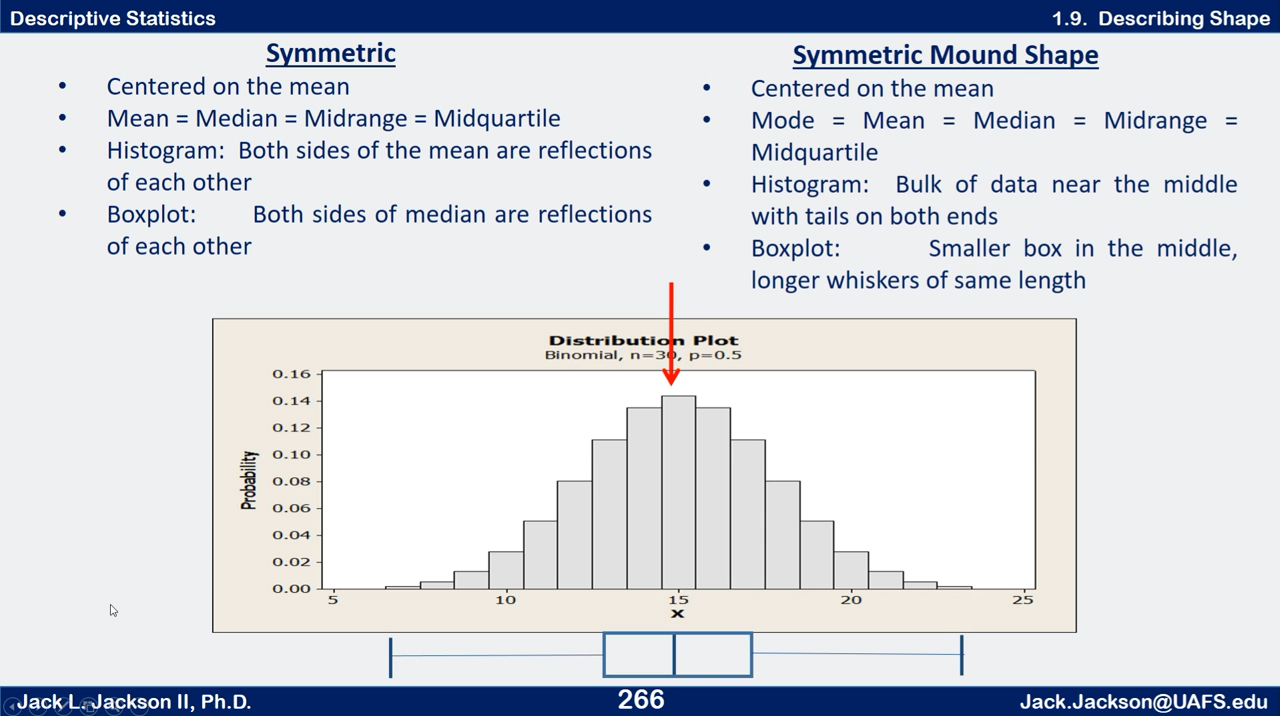 Descriptive Statistics
1.9. Describing Shape
Symmetric
• Centered on the mean
• Mean = Median = Midrange = Midquartile
• Histogram: Both sides of the mean are reflections
of each other
• Boxplot: Both sides of median are reflections
of each other
Symmetric Mound Shape
• Centered on the mean
• Mode = Mean = Median = Midrange =
Midquartile
• Histogram: Bulk of data near the middle
with tails on both ends
• Boxplot: Smaller box in the middle,
longer whiskers of same length
Distribution Plot
Binomial, n=30, p=0.5
0.16
0.14
0.12
0.10
0.08
0.06
0.04
0.02
0.00
Probability
5 10 15 20 25
X
Jack L. Jackson II, Ph.D.
266
Jack.Jackson@UAFS.edu